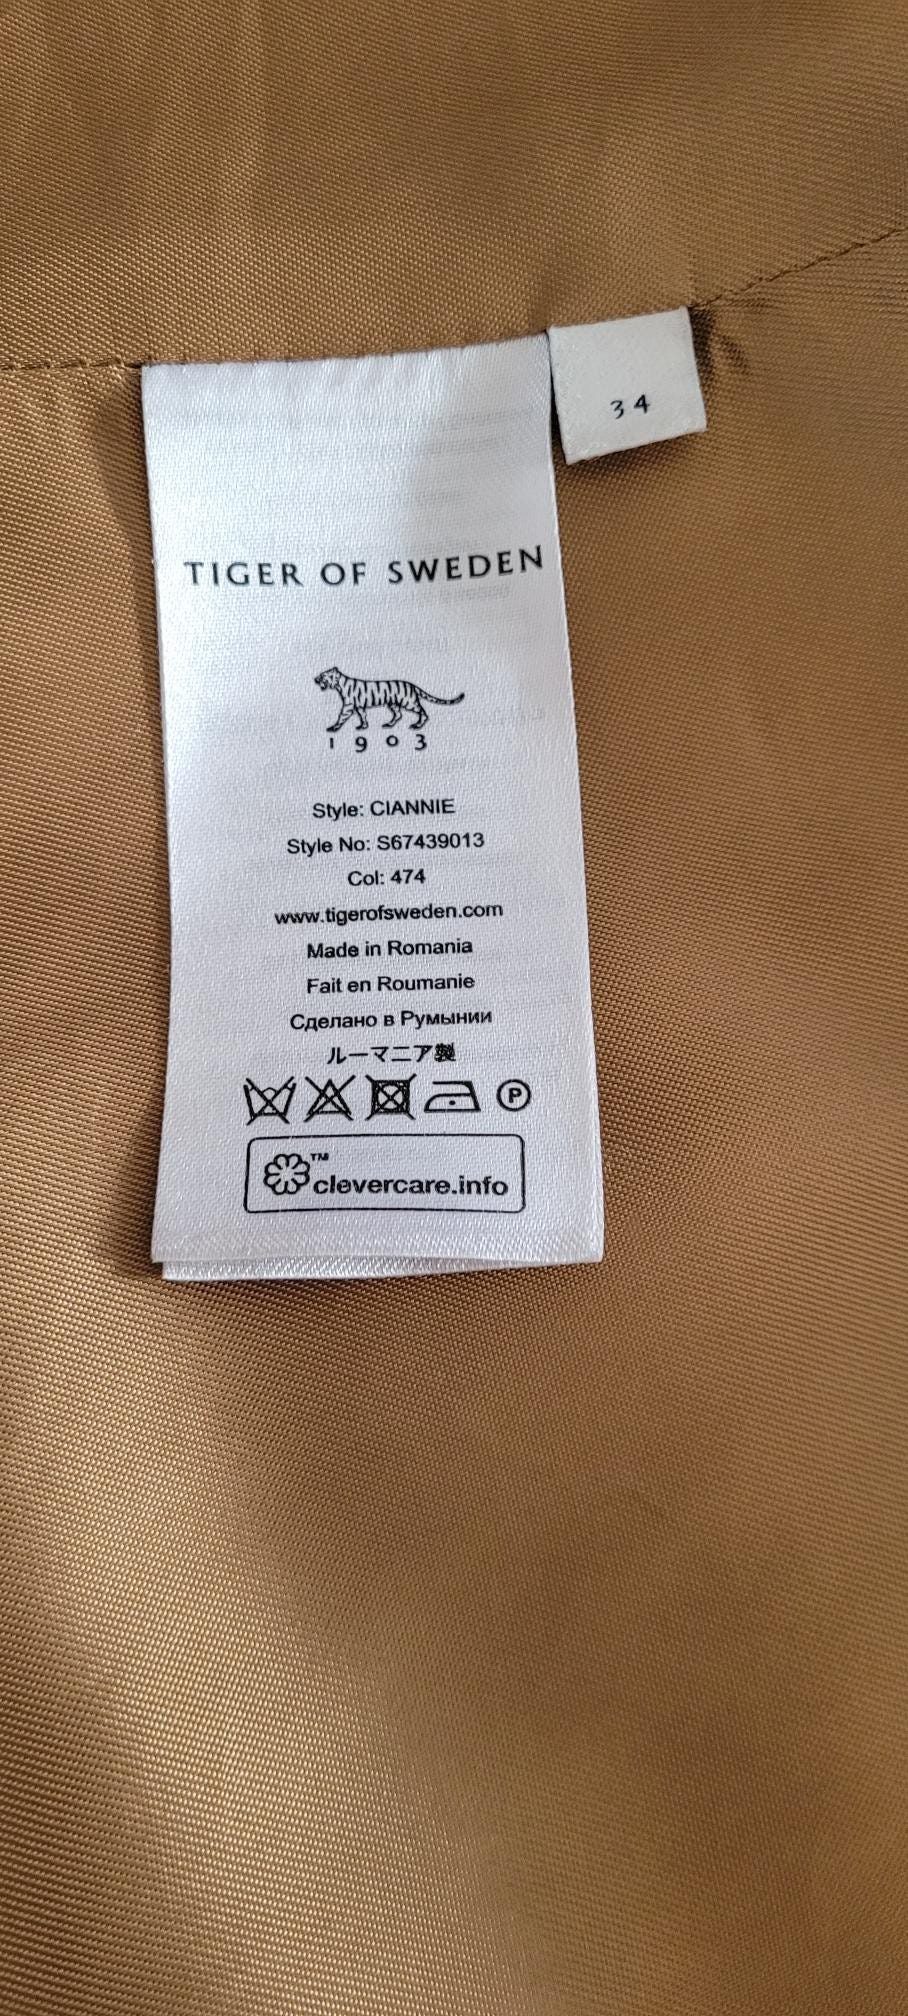 34
TIGER OF SWEDEN
1903
Style: CIANNIE
Style No: S67439013
Col: 474
www.tigerofsweden.com
Made in Romania
Fait en Roumanie
Сделано в Румынии
ルーマニア製
P
™
clevercare.info